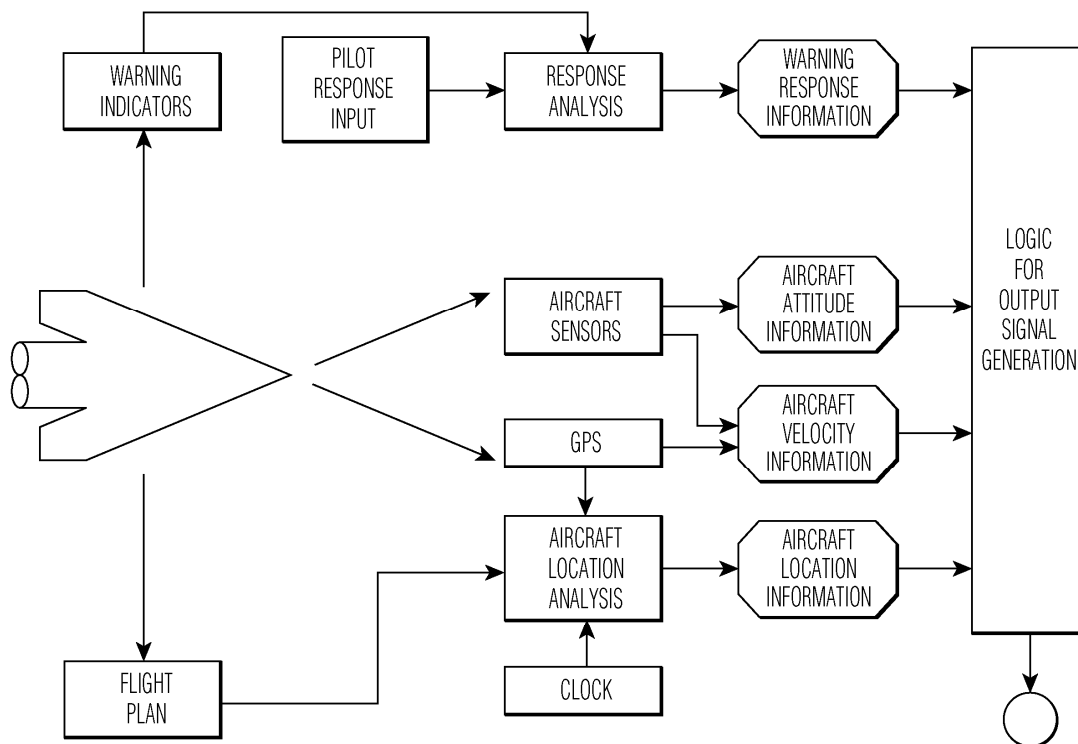 WARNING
INDICATORS
PILOT
RESPONSE
INPUT
RESPONSE
ANALYSIS
WARNING
RESPONSE
INFORMATION
AIRCRAFT
SENSORS
AIRCRAFT
ATTITUDE
INFORMATION
LOGIC
FOR
OUTPUT
SIGNAL
GENERATION
GPS
AIRCRAFT
VELOCITY
INFORMATION
AIRCRAFT
LOCATION
ANALYSIS
AIRCRAFT
LOCATION
INFORMATION
FLIGHT
PLAN
CLOCK